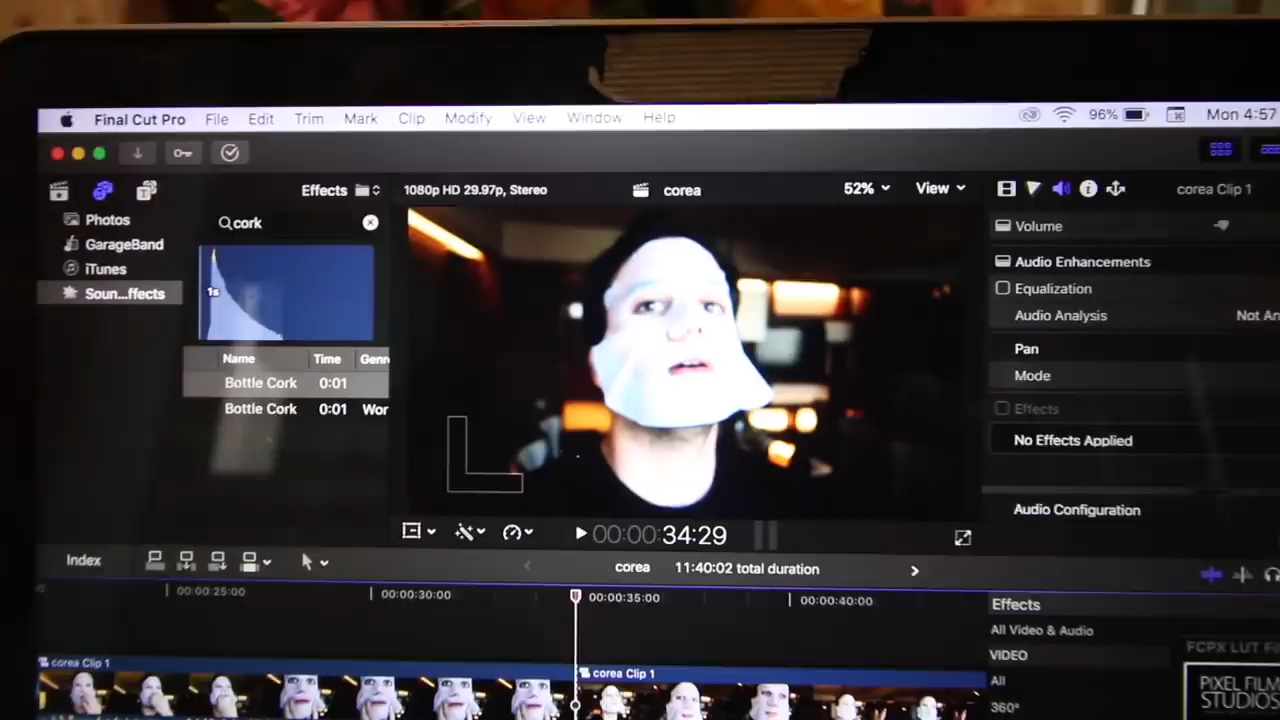 Final Cut Pro File Edit Trim Mark Clip Modify View Window Help 96% Mon 4:57
Effects
1080p HD 29.97p, Stereo
corea
52%
View
corea Clip 1
Photos
GarageBand
iTunes
Soun...ffects
cork
1s
Name Time Genr
Bottle Cork 0:01
Bottle Cork 0:01 Wor
Volume
Audio Enhancements
Equalization
Audio Analysis Not An
Pan
Mode
Effects
No Effects Applied
Audio Configuration
00:00:34:29
Index
corea 11:40:02 total duration
00:00:25:00 00:00:30:00 00:00:35:00 00:00:40:00
corea Clip 1
corea Clip 1
Effects
All Video & Audio
VIDEO
All
360°
FCPX LUT
PIXEL FILM
STUDIOS